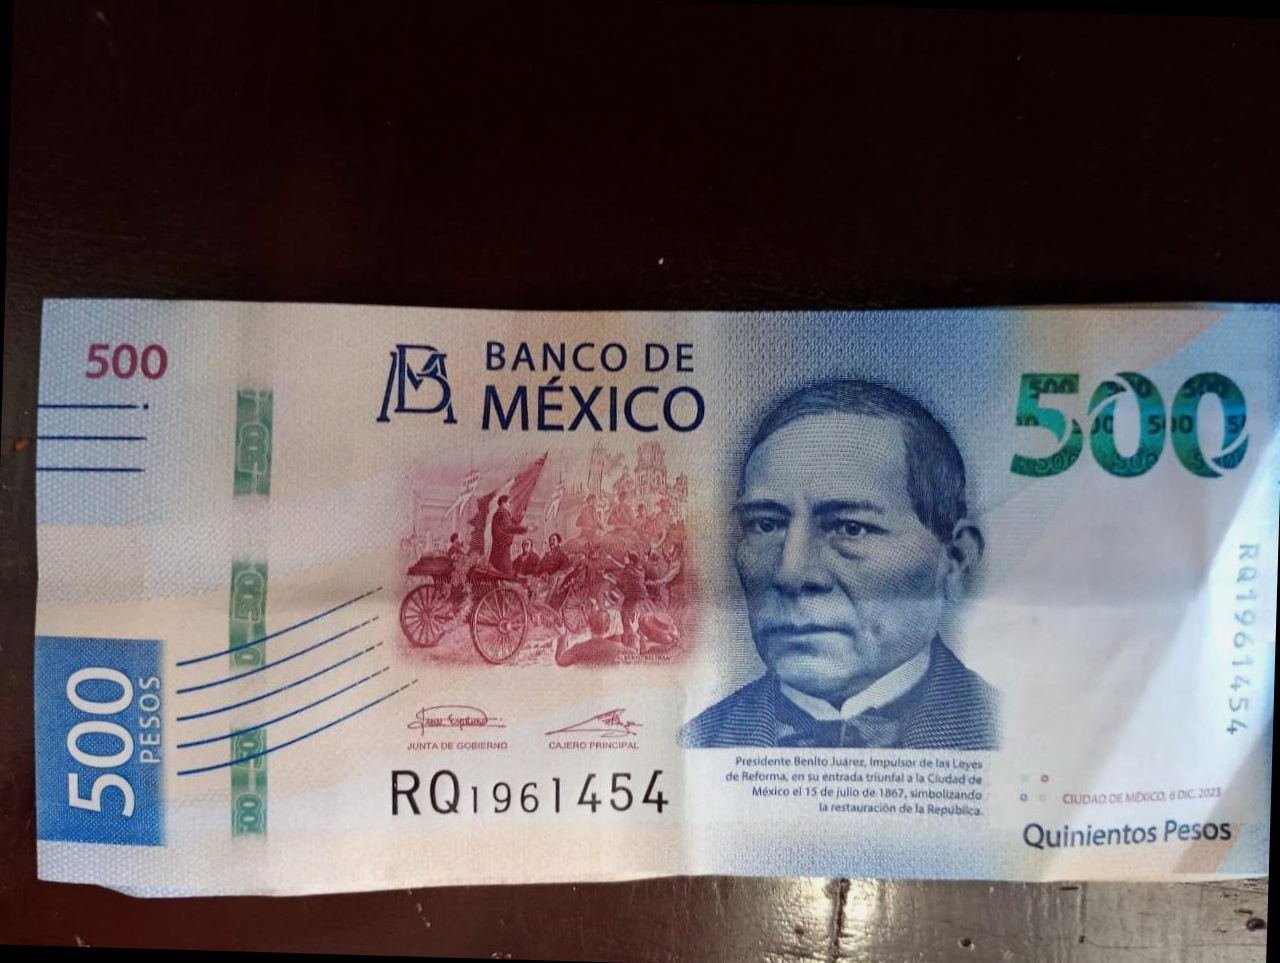 500
BANCO DE
MÉXICO
500
500
PESOS
JUNTA DE GOBIERNO
CAJERO PRINCIPAL
RQ1961454
Presidente Benito Juárez, impulsor de las Leyes
de Reforma, en su entrada triunfal a la Ciudad de
México el 15 de julio de 1867, simbolizando
la restauración de la República.
RQ1961454
CIUDAD DE MÉXICO, 6 DIC. 2023
Quinientos Pesos